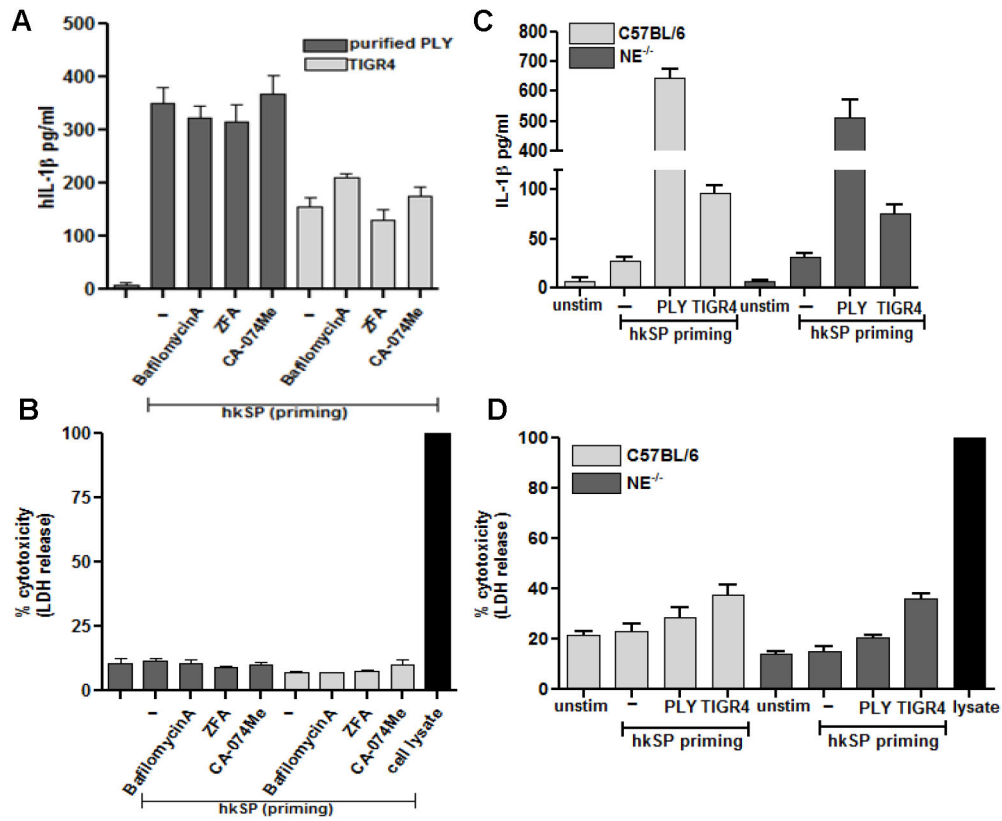 A
500
400
300
200
100
0
hIL-1β pg/ml
purified PLY
TIGR4
–
BafilomycinA
ZFA
CA-074Me
–
BafilomycinA
ZFA
CA-074Me
hkSP (priming)
B
100
75
50
25
0
% cytotoxicity
(LDH release)
–
BafilomycinA
ZFA
CA-074Me
–
BafilomycinA
ZFA
CA-074Me
cell lysate
hkSP (priming)
C
800
700
600
500
400
100
50
0
IL-1β pg/ml
C57BL/6
NE-/-
unstim – PLY TIGR4 unstim – PLY TIGR4
hkSP priming hkSP priming
D
100
80
60
40
20
0
% cytotoxicity
(LDH release )
C57BL/6
NE-/-
unstim – PLY TIGR4 unstim – PLY TIGR4 lysate
hkSP priming hkSP priming